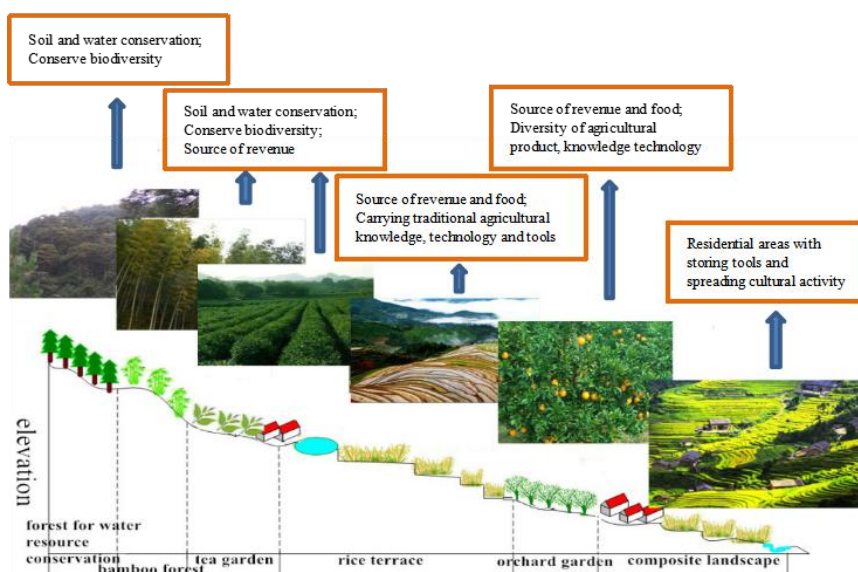 Soil and water conservation;
Conserve biodiversity
Soil and water conservation;
Conserve biodiversity;
Source of revenue
Source of revenue and food;
Diversity of agricultural
product, knowledge technology
Source of revenue and food;
Carrying traditional agricultural
knowledge, technology and tools
Residential areas with
storing tools and
spreading cultural activity
elevation
forest for water
resource
conservation
bamboo forest
tea garden
rice terrace
orchard garden
composite landscape